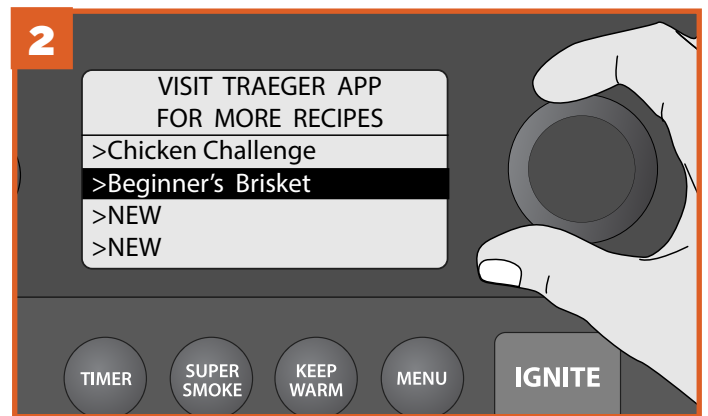 2
VISIT TRAEGER APP
FOR MORE RECIPES
>Chicken Challenge
>Beginner's Brisket
>NEW
>NEW
TIMER
SUPER
SMOKE
KEEP
WARM
MENU
IGNITE